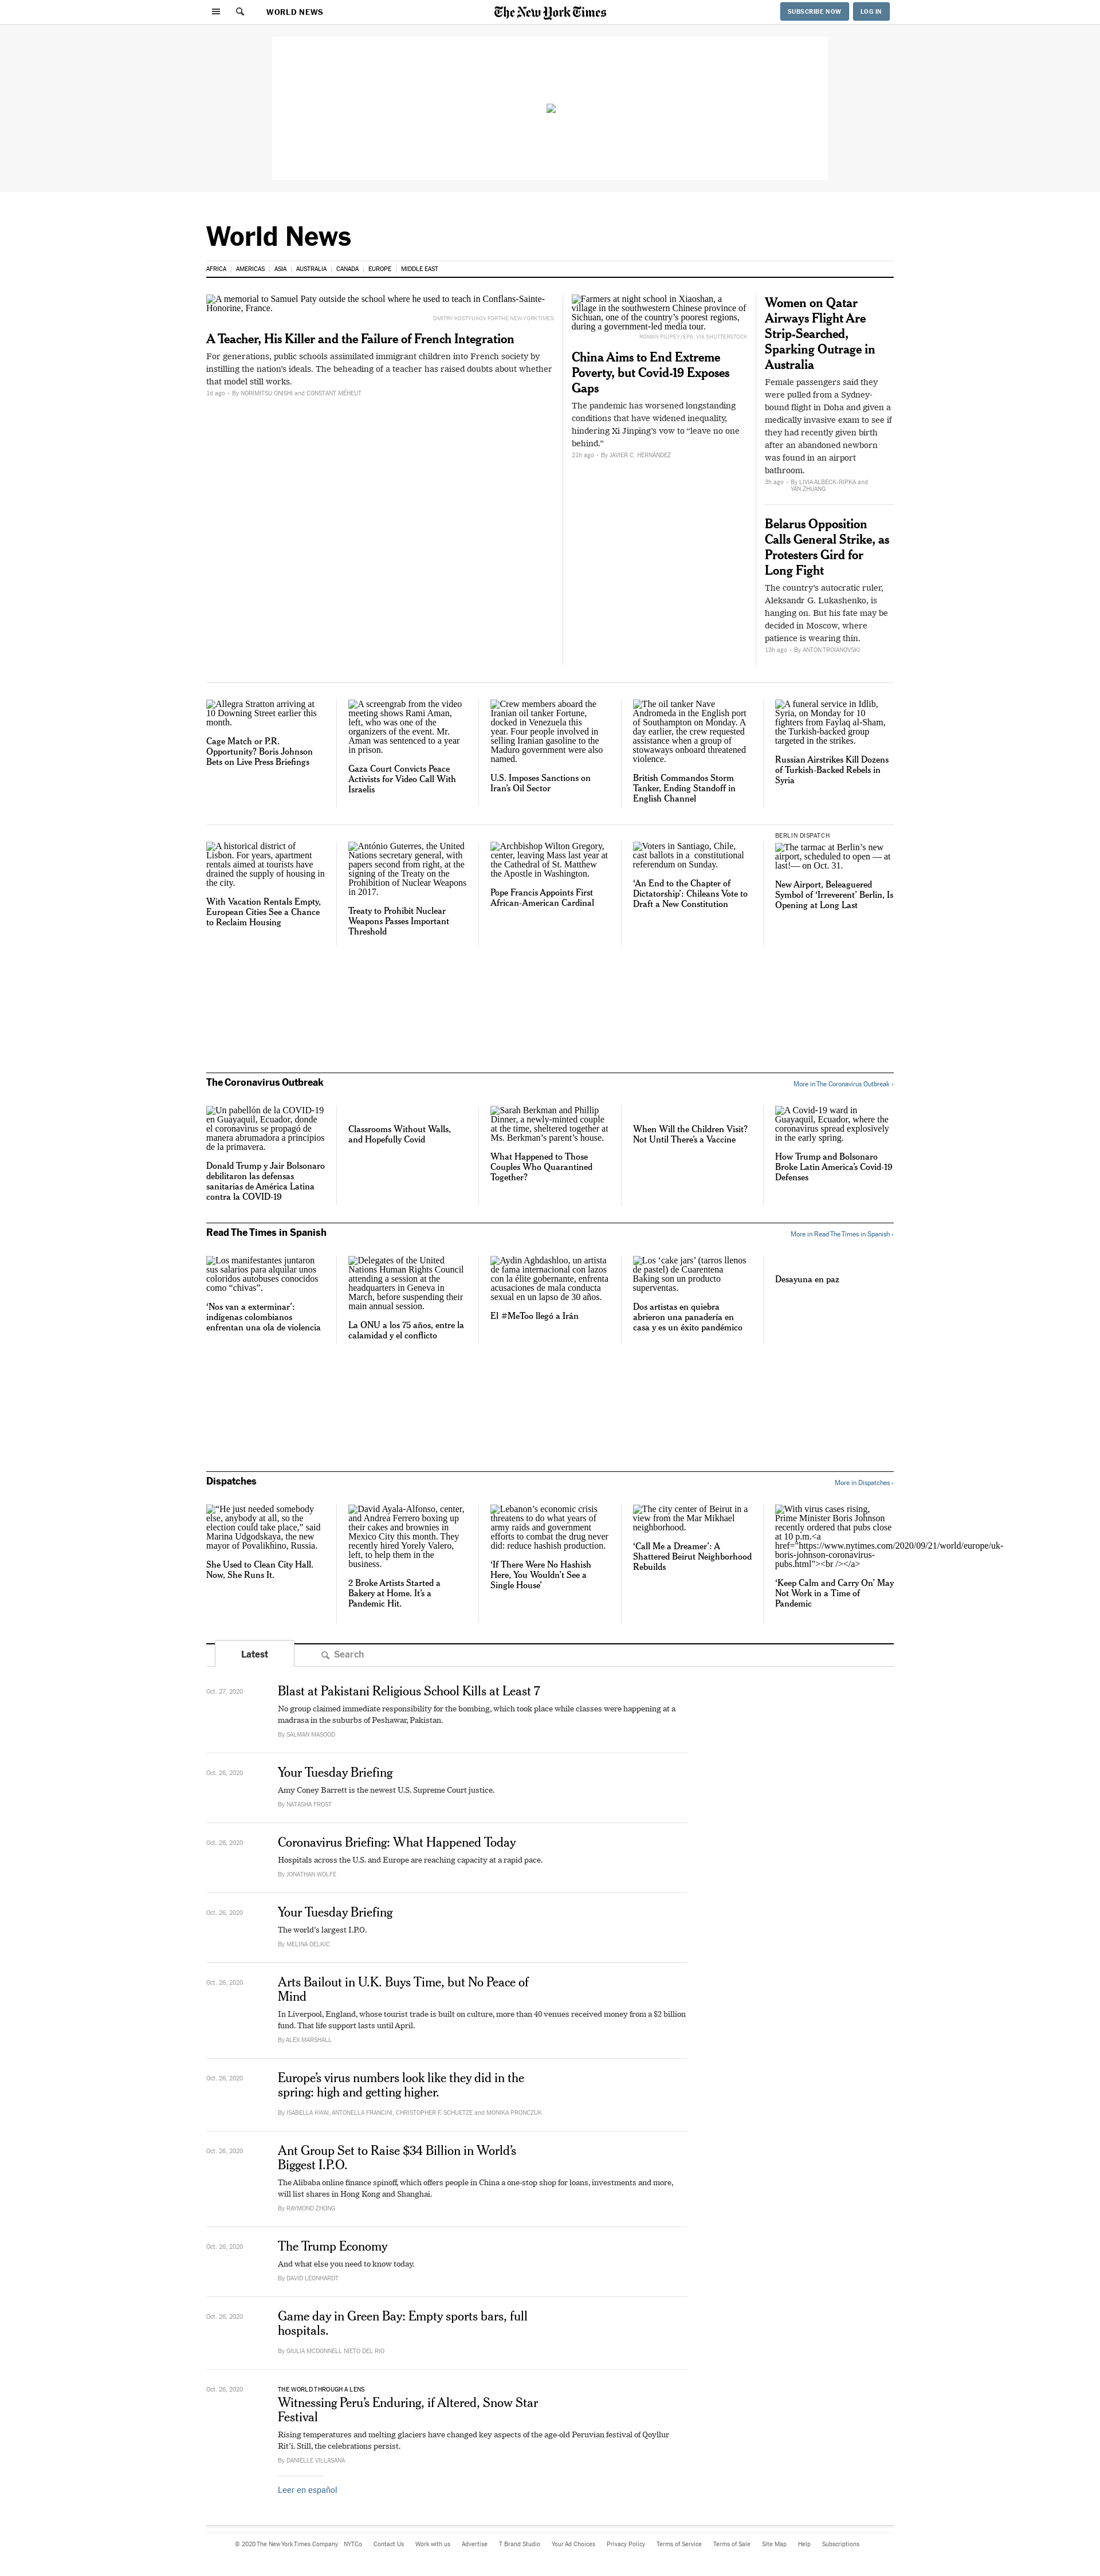 WORLD NEWS
The New York Times
SUBSCRIBE NOW
LOG IN
World News
AFRICA
AMERICAS
ASIA
AUSTRALIA
CANADA
EUROPE
MIDDLE EAST
A memorial to Samuel Paty outside the school where he used to teach in Conflans-Sainte-
Honorine, France.
DMITRY KOSTYUKOV FOR THE NEW YORK TIMES
A Teacher, His Killer and the Failure of French Integration
For generations, public schools assimilated immigrant children into French society by
instilling the nation’s ideals. The beheading of a teacher has raised doubts about whether
that model still works.
1d ago • By NORIMITSU ONISHI and CONSTANT MÉHEUT
Farmers at night school in Xiaoshan, a
village in the southwestern Chinese province of
Sichuan, one of the country’s poorest regions,
during a government-led media tour.
ROMAN PILIPEY/EPA, VIA SHUTTERSTOCK
China Aims to End Extreme
Poverty, but Covid-19 Exposes
Gaps
The pandemic has worsened longstanding
conditions that have widened inequality,
hindering Xi Jinping’s vow to “leave no one
behind.”
21h ago • By JAVIER C. HERNÁNDEZ
Women on Qatar
Airways Flight Are
Strip-Searched,
Sparking Outrage in
Australia
Female passengers said they
were pulled from a Sydney-
bound flight in Doha and given a
medically invasive exam to see if
they had recently given birth
after an abandoned newborn
was found in an airport
bathroom.
3h ago • By LIVIA ALBECK-RIPKA and
YAN ZHUANG
Belarus Opposition
Calls General Strike, as
Protesters Gird for
Long Fight
The country’s autocratic ruler,
Aleksandr G. Lukashenko, is
hanging on. But his fate may be
decided in Moscow, where
patience is wearing thin.
13h ago • By ANTON TROIANOVSKI
Allegra Stratton arriving at
10 Downing Street earlier this
month.
Cage Match or P.R.
Opportunity? Boris Johnson
Bets on Live Press Briefings
A screengrab from the video
meeting shows Rami Aman,
left, who was one of the
organizers of the event. Mr.
Aman was sentenced to a year
in prison.
Gaza Court Convicts Peace
Activists for Video Call With
Israelis
Crew members aboard the
Iranian oil tanker Fortune,
docked in Venezuela this
year. Four people involved in
selling Iranian gasoline to the
Maduro government were also
named.
U.S. Imposes Sanctions on
Iran’s Oil Sector
The oil tanker Nave
Andromeda in the English port
of Southampton on Monday. A
day earlier, the crew requested
assistance when a group of
stowaways onboard threatened
violence.
British Commandos Storm
Tanker, Ending Standoff in
English Channel
A funeral service in Idlib,
Syria, on Monday for 10
fighters from Faylaq al-Sham,
the Turkish-backed group
targeted in the strikes.
Russian Airstrikes Kill Dozens
of Turkish-Backed Rebels in
Syria
A historical district of
Lisbon. For years, apartment
rentals aimed at tourists have
drained the supply of housing in
the city.
With Vacation Rentals Empty,
European Cities See a Chance
to Reclaim Housing
António Guterres, the United
Nations secretary general, with
papers second from right, at the
signing of the Treaty on the
Prohibition of Nuclear Weapons
in 2017.
Treaty to Prohibit Nuclear
Weapons Passes Important
Threshold
Archbishop Wilton Gregory,
center, leaving Mass last year at
the Cathedral of St. Matthew
the Apostle in Washington.
Pope Francis Appoints First
African-American Cardinal
Voters in Santiago, Chile,
cast ballots in a constitutional
referendum on Sunday.
‘An End to the Chapter of
Dictatorship’: Chileans Vote to
Draft a New Constitution
BERLIN DISPATCH
The tarmac at Berlin’s new
airport, scheduled to open — at
last!— on Oct. 31.
New Airport, Beleaguered
Symbol of ‘Irreverent’ Berlin, Is
Opening at Long Last
The Coronavirus Outbreak
More in The Coronavirus Outbreak ›
Un pabellón de la COVID-19
en Guayaquil, Ecuador, donde
el coronavirus se propagó de
manera abrumadora a principios
de la primavera.
Donald Trump y Jair Bolsonaro
debilitaron las defensas
sanitarias de América Latina
contra la COVID-19
Classrooms Without Walls,
and Hopefully Covid
Sarah Berkman and Phillip
Dinner, a newly-minted couple
at the time, sheltered together at
Ms. Berkman’s parent’s house.
What Happened to Those
Couples Who Quarantined
Together?
When Will the Children Visit?
Not Until There’s a Vaccine
A Covid-19 ward in
Guayaquil, Ecuador, where the
coronavirus spread explosively
in the early spring.
How Trump and Bolsonaro
Broke Latin America’s Covid-19
Defenses
Read The Times in Spanish
More in Read The Times in Spanish ›
Los manifestantes juntaron
sus salarios para alquilar unos
coloridos autobuses conocidos
como “chivas”.
‘Nos van a exterminar’:
indígenas colombianos
enfrentan una ola de violencia
Delegates of the United
Nations Human Rights Council
attending a session at the
headquarters in Geneva in
March, before suspending their
main annual session.
La ONU a los 75 años, entre la
calamidad y el conflicto
Aydin Aghdashloo, un artista
de fama internacional con lazos
con la élite gobernante, enfrenta
acusaciones de mala conducta
sexual en un lapso de 30 años.
El #MeToo llegó a Irán
Los ‘cake jars’ (tarros llenos
de pastel) de Cuarentena
Baking son un producto
superventas.
Dos artistas en quiebra
abrieron una panadería en
casa y es un éxito pandémico
Desayuna en paz
Dispatches
More in Dispatches ›
“He just needed somebody
else, anybody at all, so the
election could take place,” said
Marina Udgodskaya, the new
mayor of Povalikhino, Russia.
She Used to Clean City Hall.
Now, She Runs It.
David Ayala-Alfonso, center,
and Andrea Ferrero boxing up
their cakes and brownies in
Mexico City this month. They
recently hired Yorely Valero,
left, to help them in the
business.
2 Broke Artists Started a
Bakery at Home. It’s a
Pandemic Hit.
Lebanon’s economic crisis
threatens to undo what years of
army raids and government
efforts to combat the drug never
did: reduce hashish production.
‘If There Were No Hashish
Here, You Wouldn’t See a
Single House’
The city center of Beirut in a
view from the Mar Mikhael
neighborhood.
‘Call Me a Dreamer’: A
Shattered Beirut Neighborhood
Rebuilds
With virus cases rising,
Prime Minister Boris Johnson
recently ordered that pubs close
at 10 p.m.<a
href="https://www.nytimes.com/2020/09/21/world/europe/uk-
boris-johnson-coronavirus-
pubs.html"><br /></a>
‘Keep Calm and Carry On’ May
Not Work in a Time of
Pandemic
Latest
Search
Oct. 27, 2020
Blast at Pakistani Religious School Kills at Least 7
No group claimed immediate responsibility for the bombing, which took place while classes were happening at a
madrasa in the suburbs of Peshawar, Pakistan.
By SALMAN MASOOD
Oct. 26, 2020
Your Tuesday Briefing
Amy Coney Barrett is the newest U.S. Supreme Court justice.
By NATASHA FROST
Oct. 26, 2020
Coronavirus Briefing: What Happened Today
Hospitals across the U.S. and Europe are reaching capacity at a rapid pace.
By JONATHAN WOLFE
Oct. 26, 2020
Your Tuesday Briefing
The world’s largest I.P.O.
By MELINA DELKIC
Oct. 26, 2020
Arts Bailout in U.K. Buys Time, but No Peace of
Mind
In Liverpool, England, whose tourist trade is built on culture, more than 40 venues received money from a $2 billion
fund. That life support lasts until April.
By ALEX MARSHALL
Oct. 26, 2020
Europe’s virus numbers look like they did in the
spring: high and getting higher.
By ISABELLA KWAI, ANTONELLA FRANCINI, CHRISTOPHER F. SCHUETZE and MONIKA PRONCZUK
Oct. 26, 2020
Ant Group Set to Raise $34 Billion in World’s
Biggest I.P.O.
The Alibaba online finance spinoff, which offers people in China a one-stop shop for loans, investments and more,
will list shares in Hong Kong and Shanghai.
By RAYMOND ZHONG
Oct. 26, 2020
The Trump Economy
And what else you need to know today.
By DAVID LEONHARDT
Oct. 26, 2020
Game day in Green Bay: Empty sports bars, full
hospitals.
By GIULIA MCDONNELL NIETO DEL RIO
Oct. 26, 2020
THE WORLD THROUGH A LENS
Witnessing Peru’s Enduring, if Altered, Snow Star
Festival
Rising temperatures and melting glaciers have changed key aspects of the age-old Peruvian festival of Qoyllur
Rit’i. Still, the celebrations persist.
By DANIELLE VILLASANA
Leer en español
© 2020 The New York Times Company NYTCo Contact Us Work with us Advertise T Brand Studio Your Ad Choices Privacy Policy Terms of Service Terms of Sale Site Map Help Subscriptions